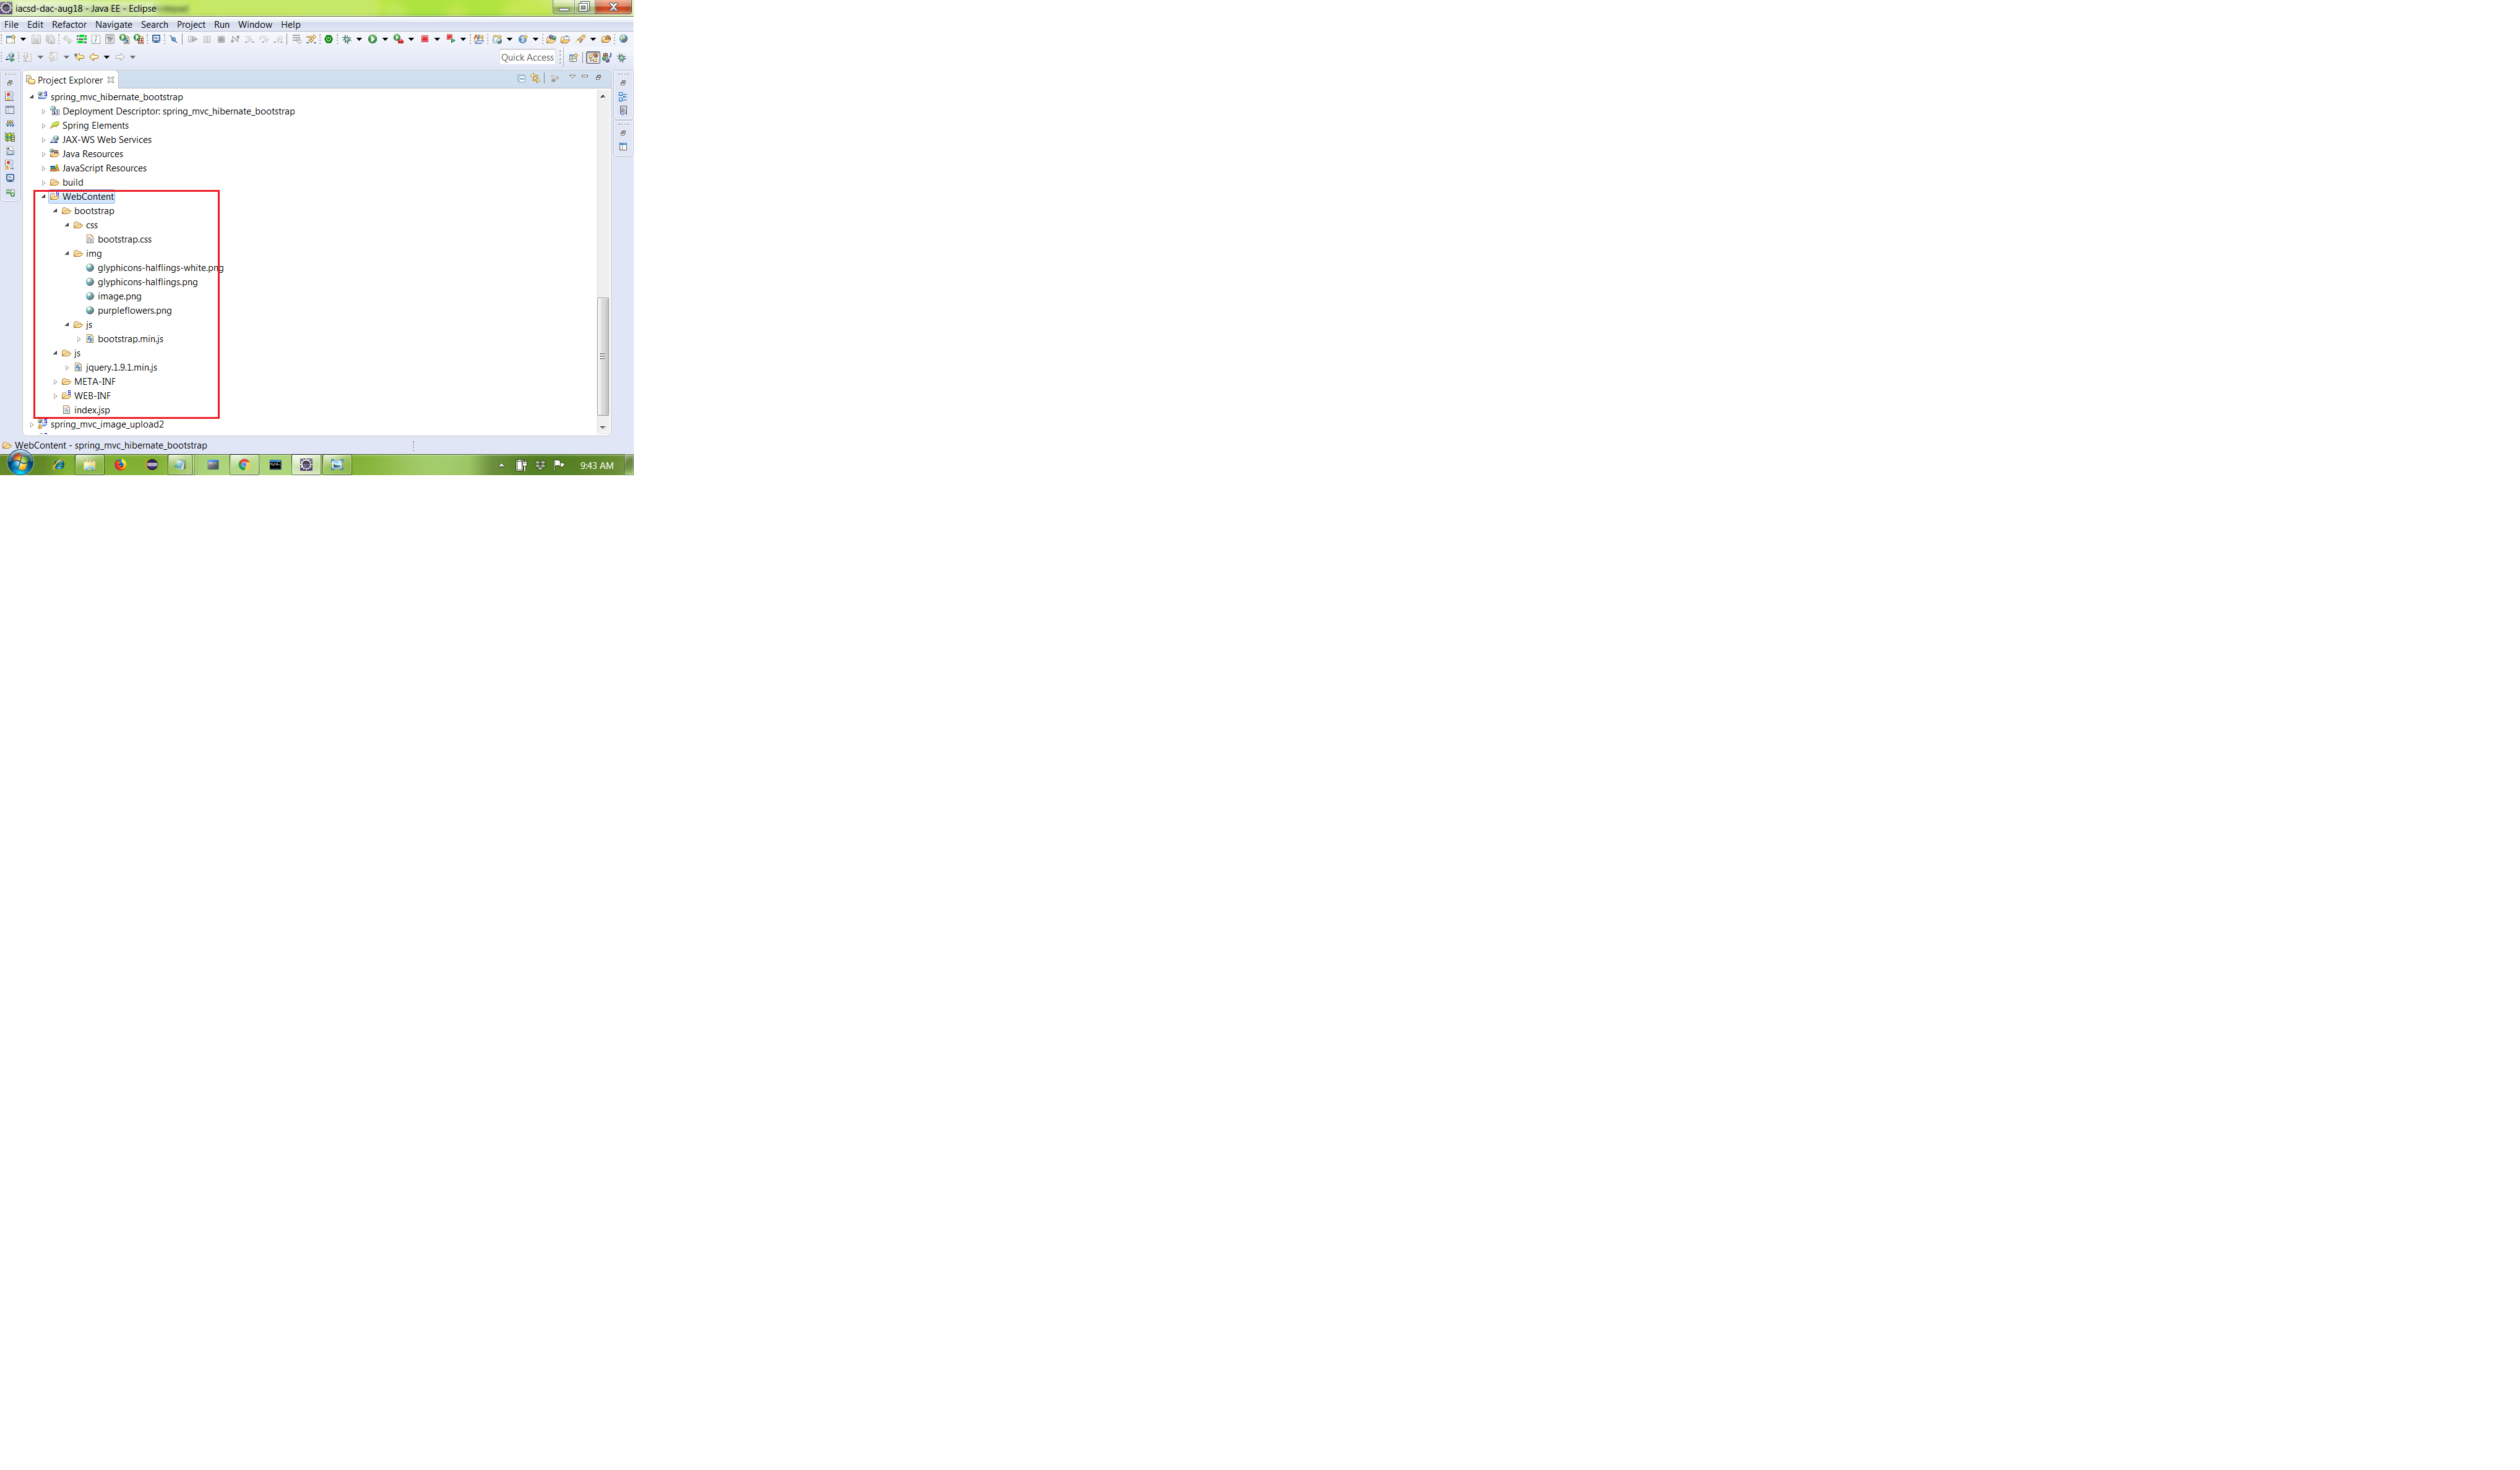 iacsd-dac-aug18 - Java EE - Eclipse
File Edit Refactor Navigate Search Project Run Window Help
Quick Access
Project Explorer
spring_mvc_hibernate_bootstrap
Deployment Descriptor: spring_mvc_hibernate_bootstrap
Spring Elements
JAX-WS Web Services
Java Resources
JavaScript Resources
build
WebContent
bootstrap
css
bootstrap.css
img
glyphicons-halflings-white.png
glyphicons-halflings.png
image.png
purpleflowers.png
js
bootstrap.min.js
js
jquery.1.9.1.min.js
META-INF
WEB-INF
index.jsp
spring_mvc_image_upload2
WebContent - spring_mvc_hibernate_bootstrap
9:43 AM